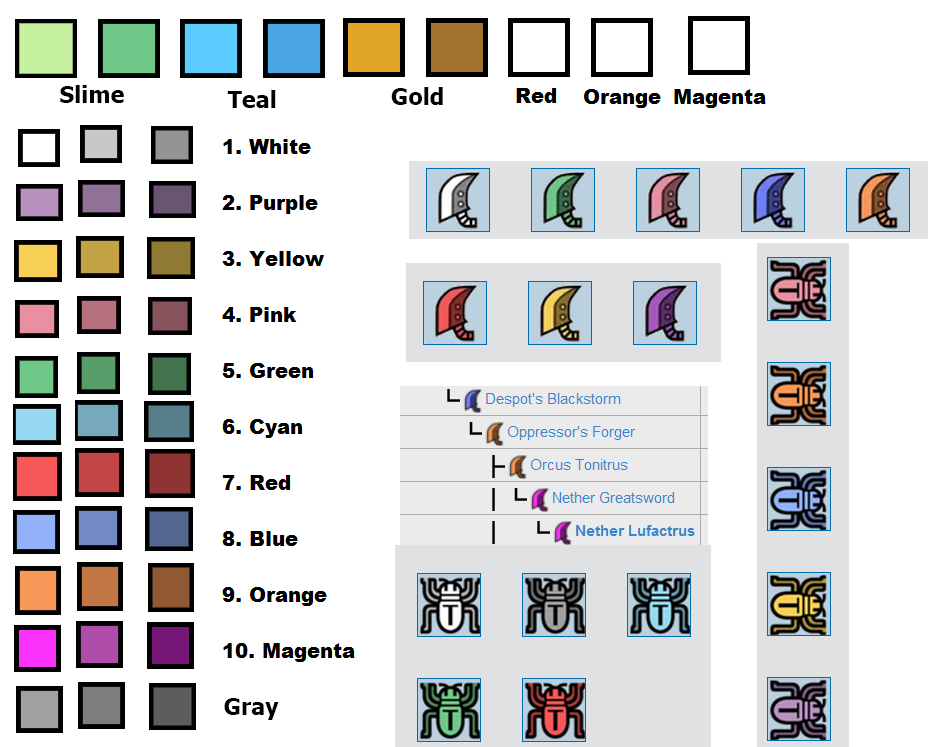 Slime
Teal
Gold
Red
Orange
Magenta
1. White
2. Purple
3. Yellow
4. Pink
5. Green
6. Cyan
7. Red
8. Blue
9. Orange
10. Magenta
Gray
Despot's Blackstorm
Oppressor's Forger
Orcus Tonitrus
Nether Greatsword
Nether Lufactrus